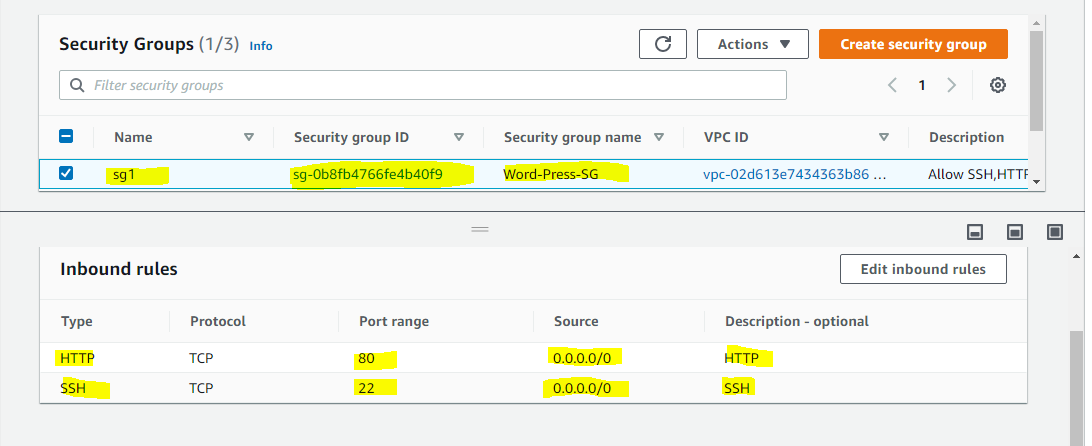 Security Groups (1/3) Info
Actions
Create security group
Filter security groups
1
Name Security group ID Security group name VPC ID Description
sg1 sg-0b8fb4766fe4b40f9 Word-Press-SG vpc-02d613e7434363b86 ... Allow SSH,HTTP
Inbound rules
Edit inbound rules
Type Protocol Port range Source Description - optional
HTTP TCP 80 0.0.0.0/0 HTTP
SSH TCP 22 0.0.0.0/0 SSH